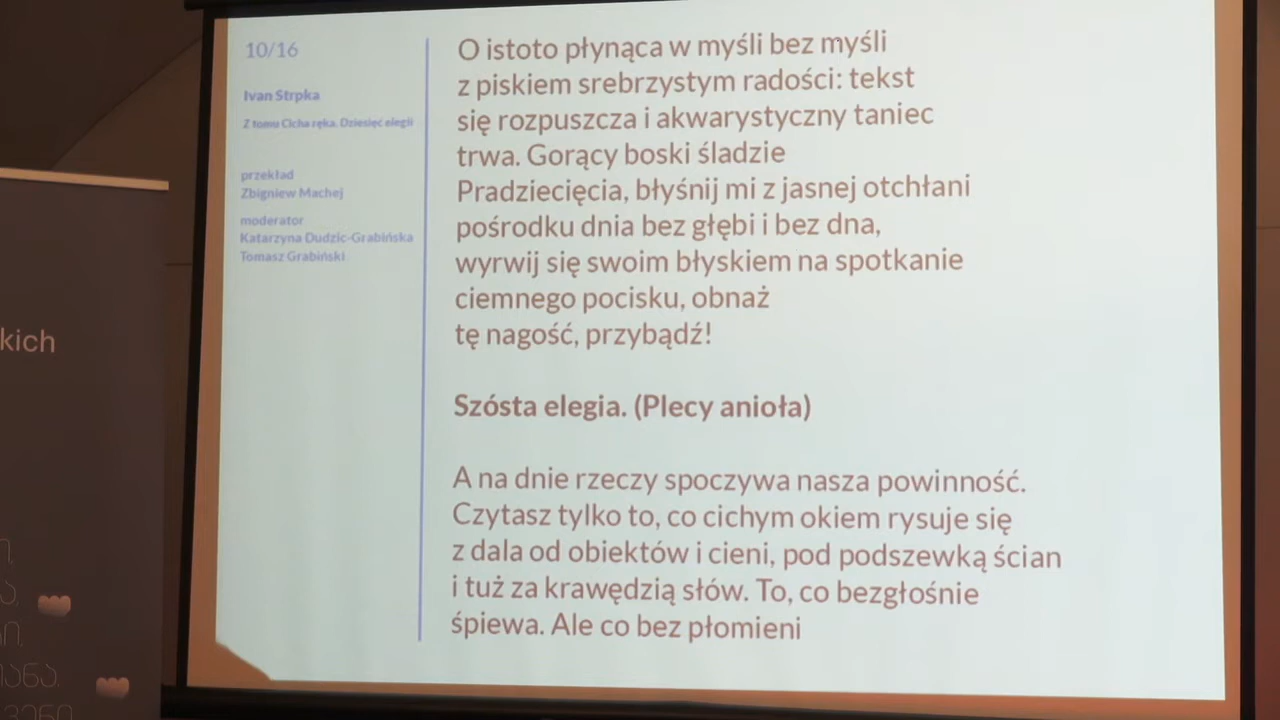 10/16
Ivan Štrpka
Z tomu Cicha ręka. Dziesięć elegii
przekład
Zbigniew Machej
moderator
Katarzyna Dudzic-Grabińska
Tomasz Grabiński
O istoto płynąca w myśli bez myśli
z piskiem srebrzystym radości: tekst
się rozpuszcza i akwarystyczny taniec
trwa. Gorący boski śladzie
Pradziecięcia, błyśnij mi z jasnej otchłani
pośrodku dnia bez głębi i bez dna,
wyrwij się swoim błyskiem na spotkanie
ciemnego pocisku, obnaż
tę nagość, przybądź!
Szósta elegia. (Plecy anioła)
A na dnie rzeczy spoczywa nasza powinność.
Czytasz tylko to, co cichym okiem rysuje się
z dala od obiektów i cieni, pod podszewką ścian
i tuż za krawędzią słów. To, co bezgłośnie
śpiewa. Ale co bez płomieni
kich